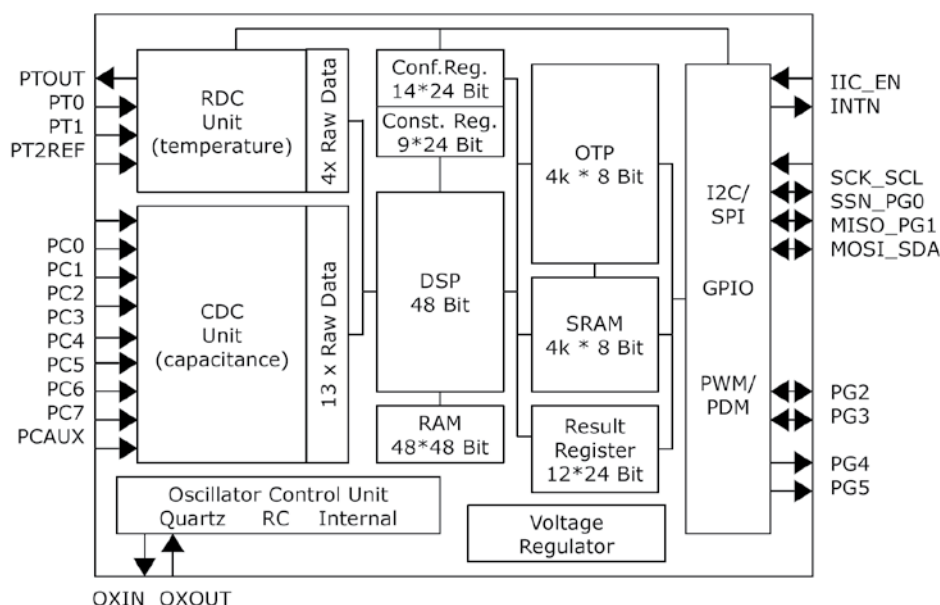 PTOUT
PT0
PT1
PT2REF
RDC
Unit
(temperature)
4x Raw Data
PC0
PC1
PC2
PC3
PC4
PC5
PC6
PC7
PCAUX
CDC
Unit
(capacitance)
13 x Raw Data
Conf.Reg.
14*24 Bit
Const. Reg.
9*24 Bit
DSP
48 Bit
RAM
48*48 Bit
OTP
4k * 8 Bit
SRAM
4k * 8 Bit
Result
Register
12*24 Bit
I2C/
SPI
GPIO
PWM/
PDM
IIC_EN
INTN
SCK_SCL
SSN_PG0
MISO_PG1
MOSI_SDA
PG2
PG3
PG4
PG5
Oscillator Control Unit
Quartz RC Internal
Voltage
Regulator
OXIN OXOUT